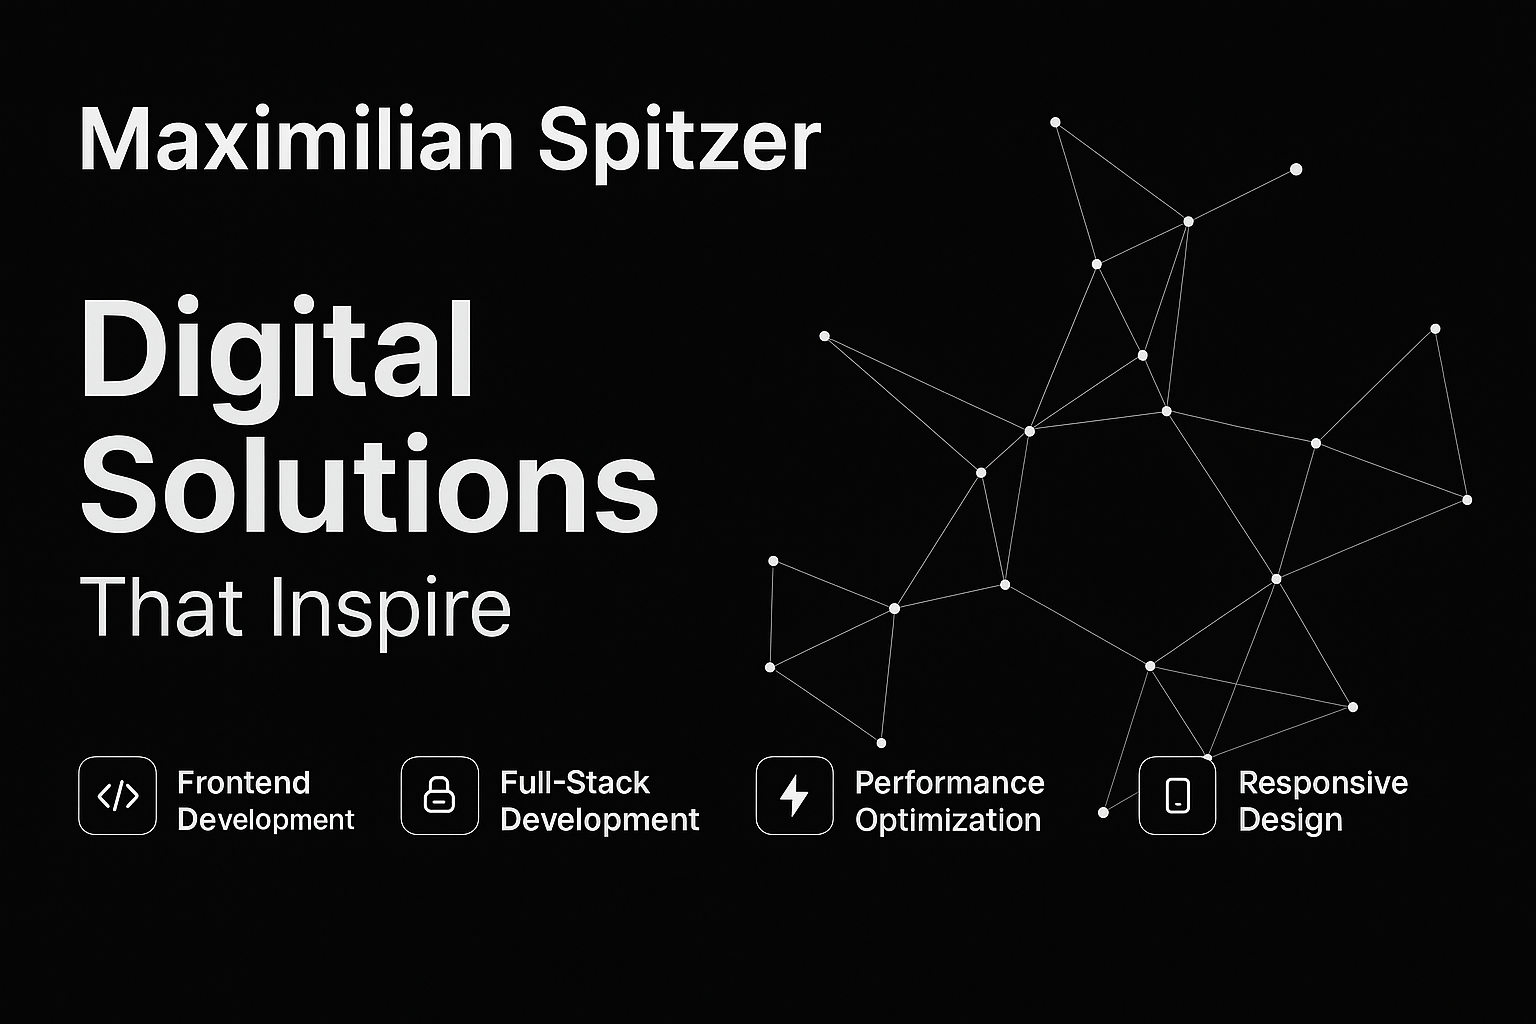 Maximilian Spitzer
Digital
Solutions
That Inspire
Frontend
Development
Full-Stack
Development
Performance
Optimization
Responsive
Design